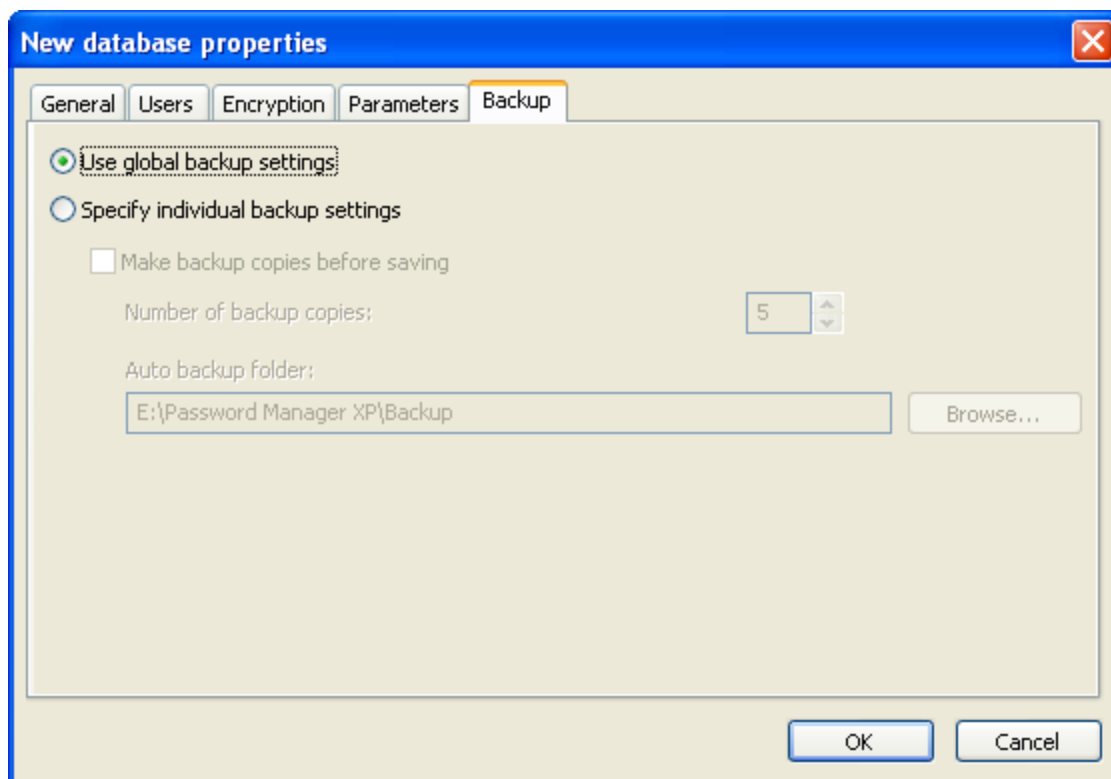 New database properties
General Users Encryption Parameters Backup
Use global backup settings
Specify individual backup settings
Make backup copies before saving
Number of backup copies: 5
Auto backup folder:
E:\Password Manager XP\Backup Browse...
OK Cancel